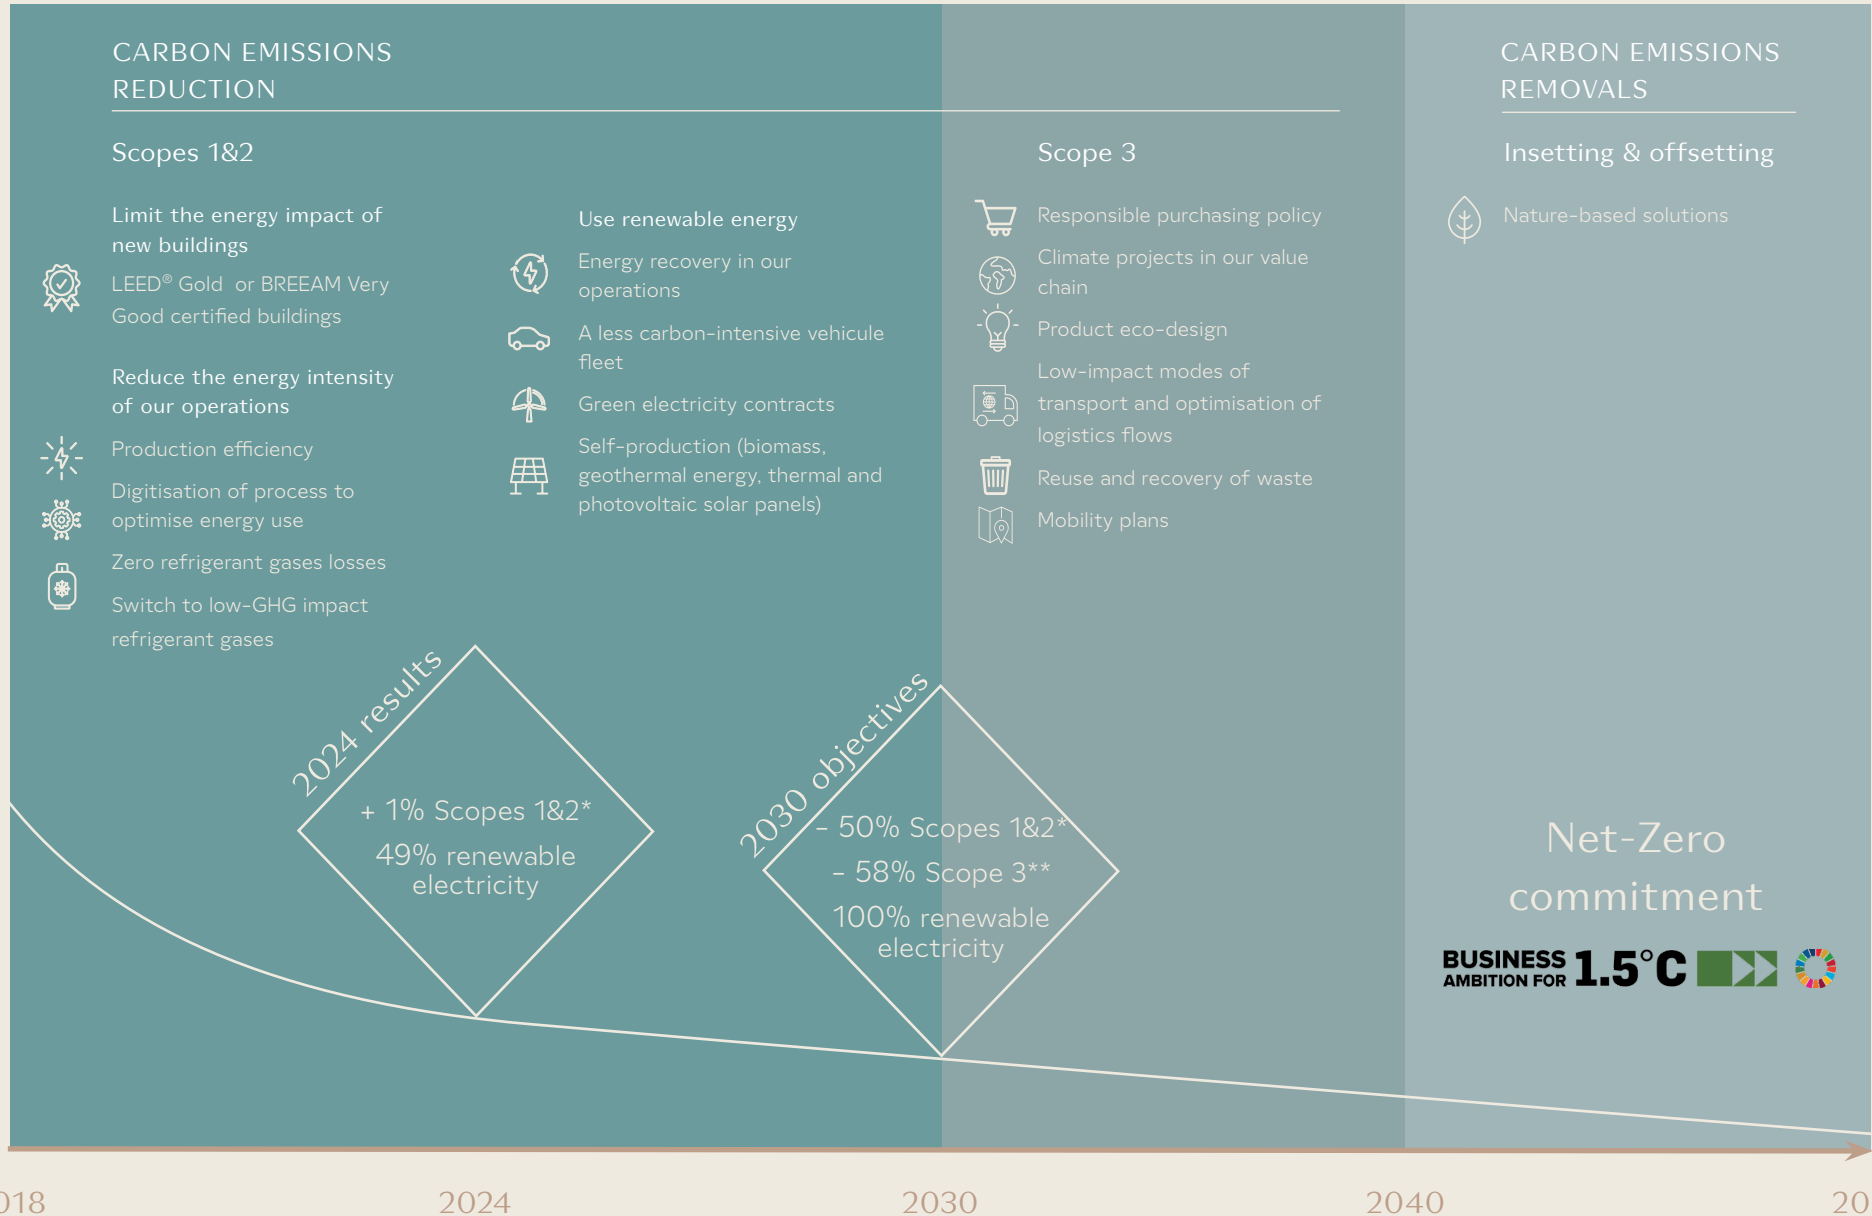 CARBON EMISSIONS
REDUCTION
Scopes 1&2
Limit the energy impact of
new buildings
LEED® Gold or BREEAM Very
Good certified buildings
Reduce the energy intensity
of our operations
Production efficiency
Digitisation of process to
optimise energy use
Zero refrigerant gases losses
Switch to low-GHG impact
refrigerant gases
Use renewable energy
Energy recovery in our
operations
A less carbon-intensive vehicule
fleet
Green electricity contracts
Self-production (biomass,
geothermal energy, thermal and
photovoltaic solar panels)
Scope 3
Responsible purchasing policy
Climate projects in our value
chain
Product eco-design
Low-impact modes of
transport and optimisation of
logistics flows
Reuse and recovery of waste
Mobility plans
CARBON EMISSIONS
REMOVALS
Insetting & offsetting
Nature-based solutions
2024 results
+ 1% Scopes 1&2*
49% renewable
electricity
2030 objectives
- 50% Scopes 1&2*
- 58% Scope 3**
100% renewable
electricity
Net-Zero
commitment
BUSINESS
AMBITION FOR
1.5°C
018
2024
2030
2040
20